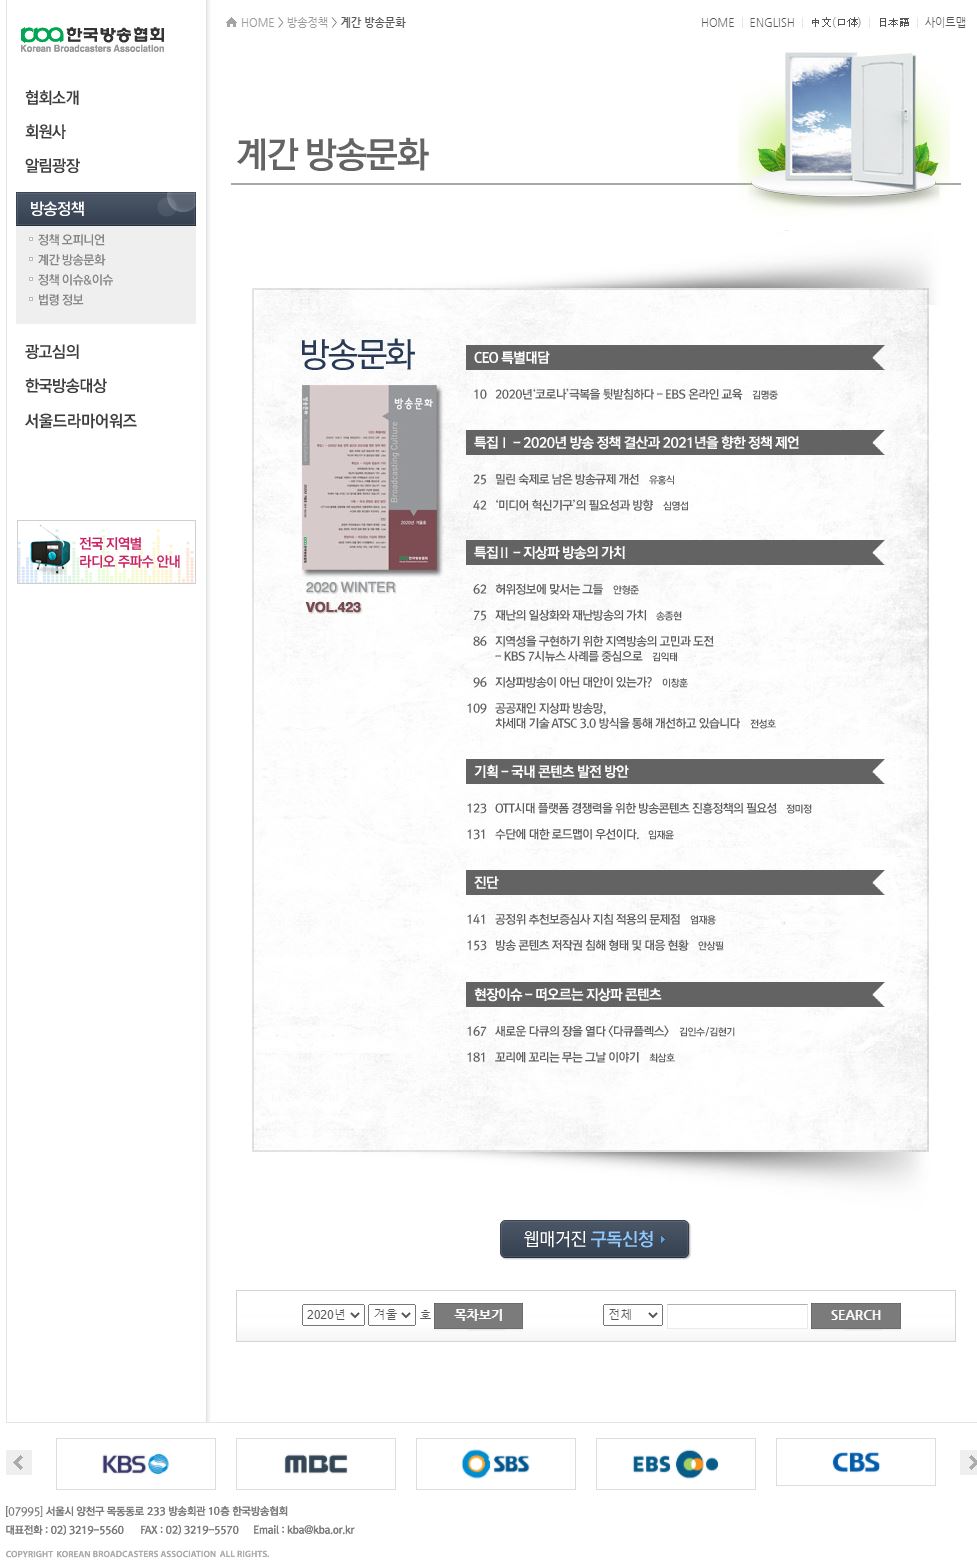 한국방송협회
Korean Broadcasters Association
HOME > 방송정책 > 계간 방송문화
HOME | ENGLISH | 中文(口体) | 日本語 | 사이트맵
협회소개
회원사
알림광장
방송정책
정책 오피니언
계간 방송문화
정책 이슈&이슈
법령 정보
광고심의
한국방송대상
서울드라마어워즈
전국 지역별
라디오 주파수 안내
계간 방송문화
방송문화
방송문화
Broadcasting Culture
2020년 겨울호
한국방송협회
2020 WINTER
VOL.423
CEO 특별대담
10 2020년‘코로나’극복을 뒷받침하다 – EBS 온라인 교육 김명중
특집Ⅰ – 2020년 방송 정책 결산과 2021년을 향한 정책 제언
25 밀린 숙제로 남은 방송규제 개선 유홍식
42 ‘미디어 혁신기구’의 필요성과 방향 심영섭
특집Ⅱ – 지상파 방송의 가치
62 허위정보에 맞서는 그들 안형준
75 재난의 일상화와 재난방송의 가치 송종현
86 지역성을 구현하기 위한 지역방송의 고민과 도전
– KBS 7시뉴스 사례를 중심으로 김익태
96 지상파방송이 아닌 대안이 있는가? 이창훈
109 공공재인 지상파 방송망,
차세대 기술 ATSC 3.0 방식을 통해 개선하고 있습니다 전성호
기획 – 국내 콘텐츠 발전 방안
123 OTT시대 플랫폼 경쟁력을 위한 방송콘텐츠 진흥정책의 필요성 정미정
131 수단에 대한 로드맵이 우선이다. 임재윤
진단
141 공정위 추천보증심사 지침 적용의 문제점 엄재용
153 방송 콘텐츠 저작권 침해 형태 및 대응 현황 안상필
현장이슈 – 떠오르는 지상파 콘텐츠
167 새로운 다큐의 장을 열다 <다큐플렉스> 김인수/김현기
181 꼬리에 꼬리는 무는 그날 이야기 최삼호
웹매거진 구독신청
2020년 겨울 호 목차보기 전체 SEARCH
KBS MBC SBS EBS CBS
[07995] 서울시 양천구 목동동로 233 방송회관 10층 한국방송협회
대표전화 : 02) 3219-5560 FAX : 02) 3219-5570 Email : kba@kba.or.kr
COPYRIGHT KOREAN BROADCASTERS ASSOCIATION ALL RIGHTS.